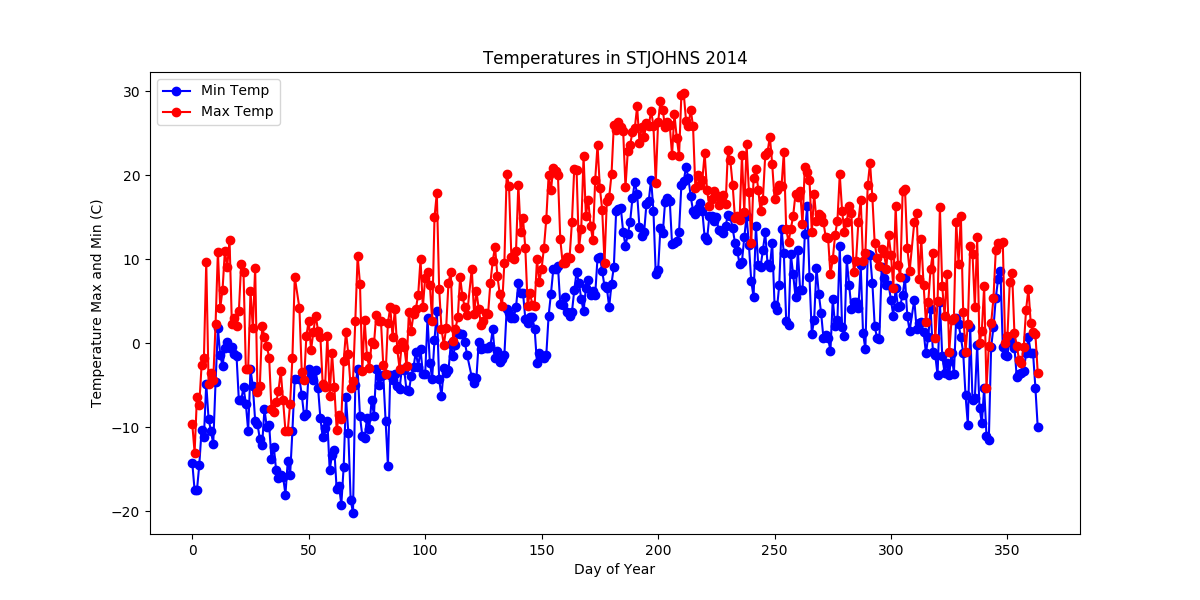 Temperatures in STJOHNS 2014
Min Temp
Max Temp
Temperature Max and Min (C)
30
20
10
0
−10
−20
0 50 100 150 200 250 300 350
Day of Year